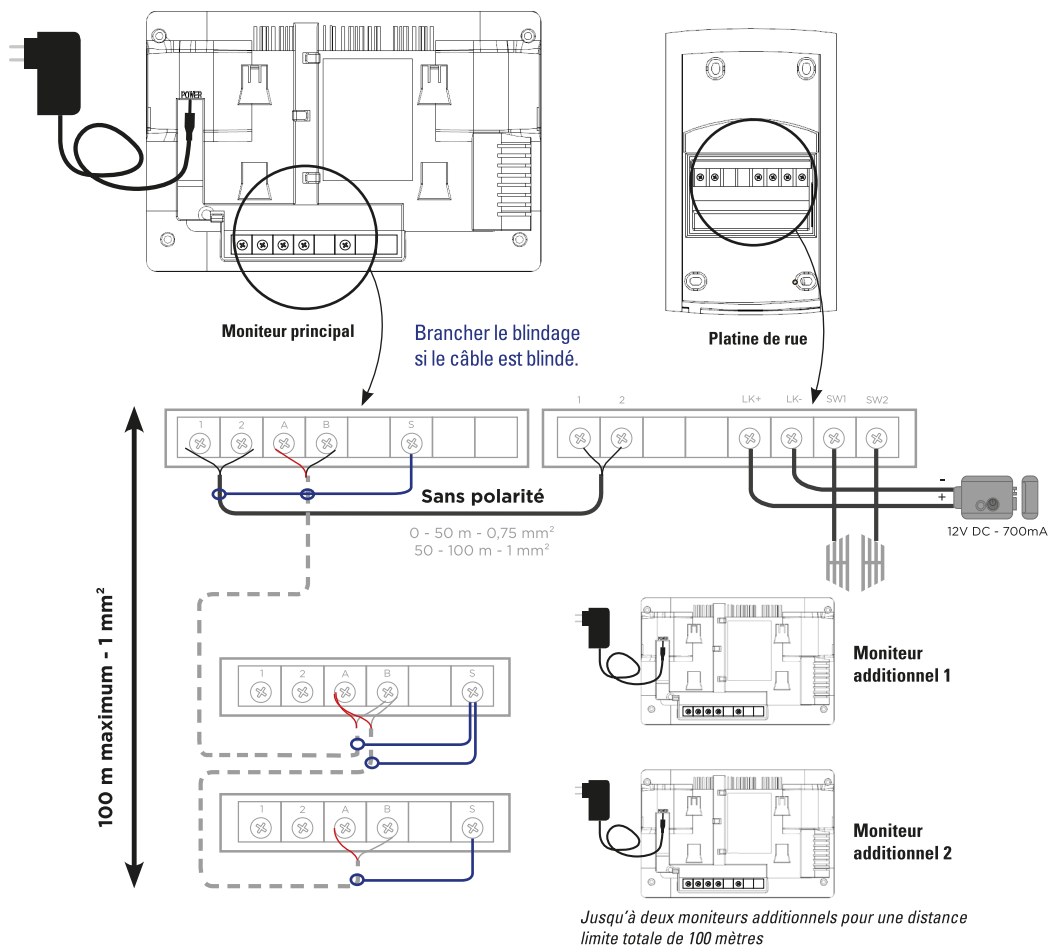 POWER
Moniteur principal
Brancher le blindage
si le câble est blindé.
Platine de rue
1 2 A B S
1 2 LK+ LK- SW1 SW2
Sans polarité
0 - 50 m - 0,75 mm²
50 - 100 m - 1 mm²
-
+
12V DC - 700mA
100 m maximum - 1 mm²
1 2 A B S
POWER
Moniteur
additionnel 1
1 2 A B S
POWER
Moniteur
additionnel 2
Jusqu'à deux moniteurs additionnels pour une distance
limite totale de 100 mètres